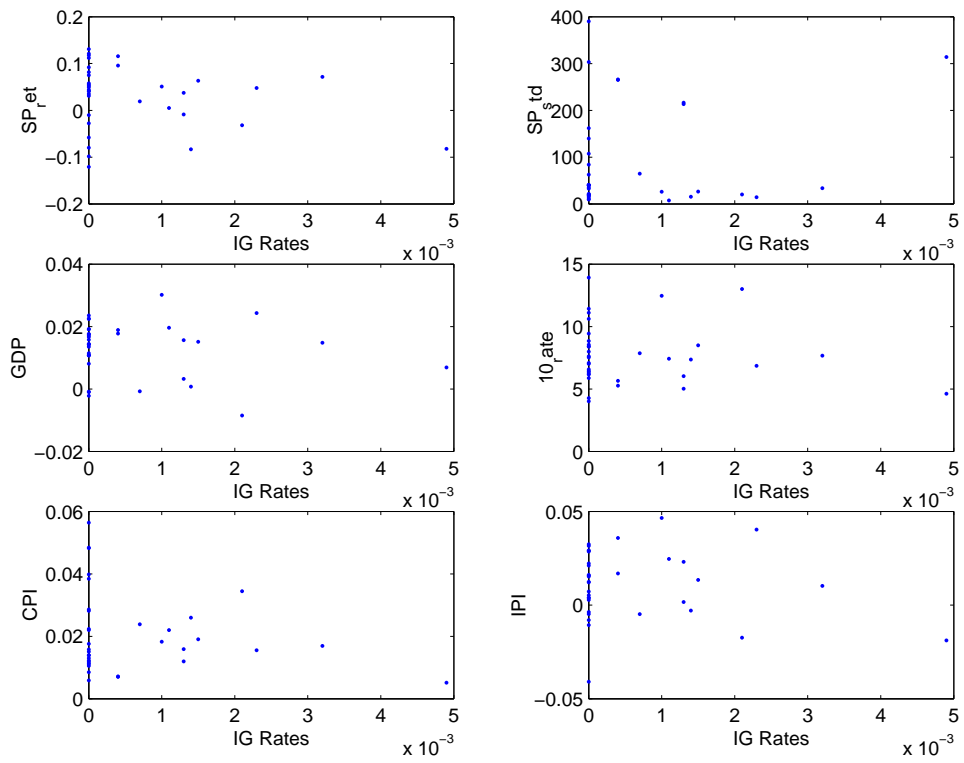 0.2
0.1
0
−0.1
−0.2
SP_ret
0 1 2 3 4 5
IG Rates
x 10^−3
400
300
200
100
0
SP_std
0 1 2 3 4 5
IG Rates
x 10^−3
0.04
0.02
0
−0.02
GDP
0 1 2 3 4 5
IG Rates
x 10^−3
15
10
5
0
10_rate
0 1 2 3 4 5
IG Rates
x 10^−3
0.06
0.04
0.02
0
CPI
0 1 2 3 4 5
IG Rates
x 10^−3
0.05
0
−0.05
IPI
0 1 2 3 4 5
IG Rates
x 10^−3